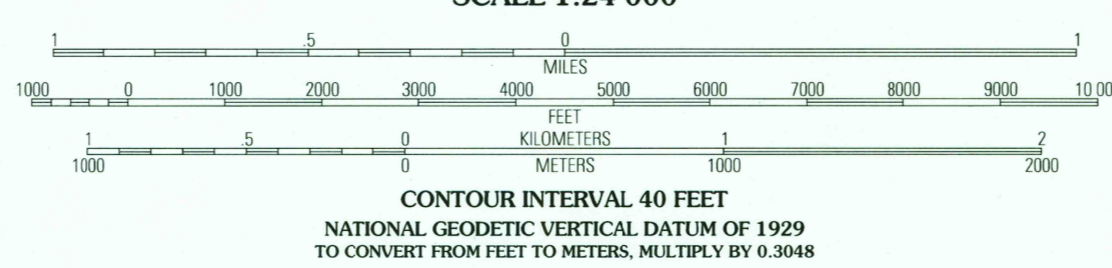 SCALE 1:24 000
1 .5 0 1
MILES
1000 0 1000 2000 3000 4000 5000 6000 7000 8000 9000 10 00
FEET
1 .5 0 KILOMETERS 1 2
1000 0 METERS 1000 2000
CONTOUR INTERVAL 40 FEET
NATIONAL GEODETIC VERTICAL DATUM OF 1929
TO CONVERT FROM FEET TO METERS, MULTIPLY BY 0.3048